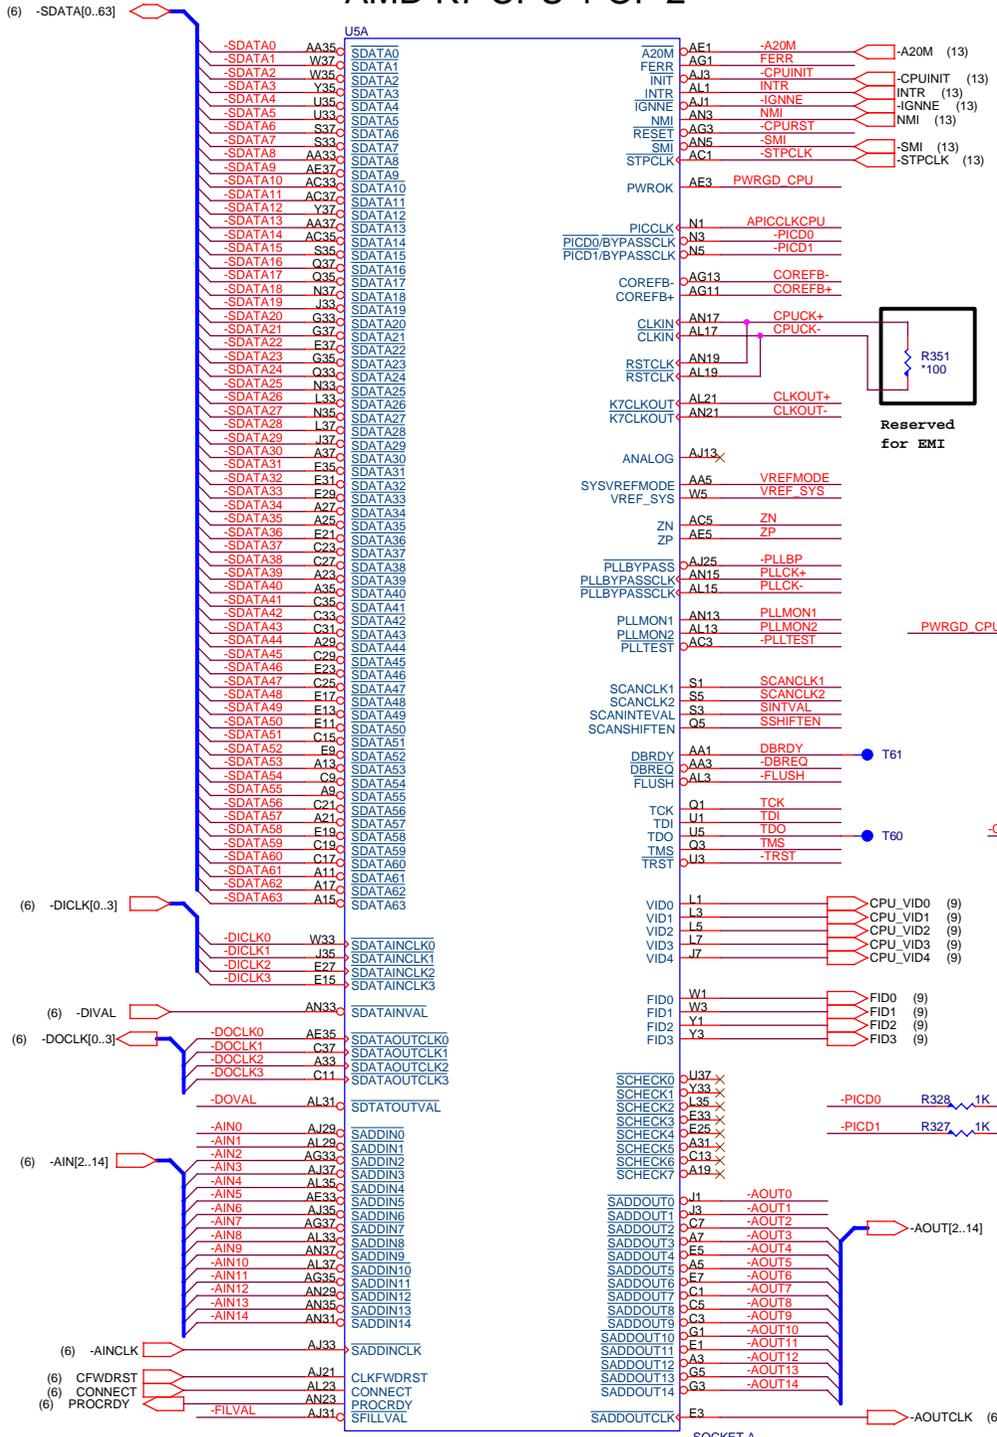 AMD K7 CPU 1 OF 2
(6) -SDATA[0..63]
U5A
-SDATA0 AA35 SDATA0
-SDATA1 W37 SDATA1
-SDATA2 W35 SDATA2
-SDATA3 Y35 SDATA3
-SDATA4 U35 SDATA4
-SDATA5 U33 SDATA5
-SDATA6 S37 SDATA6
-SDATA7 S33 SDATA7
-SDATA8 AA33 SDATA8
-SDATA9 AE37 SDATA9
-SDATA10 AC33 SDATA10
-SDATA11 AC37 SDATA11
-SDATA12 Y37 SDATA12
-SDATA13 AA37 SDATA13
-SDATA14 AC35 SDATA14
-SDATA15 S35 SDATA15
-SDATA16 Q37 SDATA16
-SDATA17 Q35 SDATA17
-SDATA18 N37 SDATA18
-SDATA19 J33 SDATA19
-SDATA20 G33 SDATA20
-SDATA21 G37 SDATA21
-SDATA22 E37 SDATA22
-SDATA23 G35 SDATA23
-SDATA24 Q33 SDATA24
-SDATA25 N33 SDATA25
-SDATA26 L33 SDATA26
-SDATA27 N35 SDATA27
-SDATA28 L37 SDATA28
-SDATA29 J37 SDATA29
-SDATA30 A37 SDATA30
-SDATA31 E35 SDATA31
-SDATA32 E31 SDATA32
-SDATA33 E29 SDATA33
-SDATA34 A27 SDATA34
-SDATA35 A25 SDATA35
-SDATA36 E21 SDATA36
-SDATA37 C23 SDATA37
-SDATA38 C27 SDATA38
-SDATA39 A23 SDATA39
-SDATA40 A35 SDATA40
-SDATA41 C35 SDATA41
-SDATA42 C33 SDATA42
-SDATA43 C31 SDATA43
-SDATA44 A29 SDATA44
-SDATA45 C29 SDATA45
-SDATA46 E23 SDATA46
-SDATA47 C25 SDATA47
-SDATA48 E17 SDATA48
-SDATA49 E13 SDATA49
-SDATA50 E11 SDATA50
-SDATA51 C15 SDATA51
-SDATA52 E9 SDATA52
-SDATA53 A13 SDATA53
-SDATA54 C9 SDATA54
-SDATA55 A9 SDATA55
-SDATA56 C21 SDATA56
-SDATA57 A21 SDATA57
-SDATA58 E19 SDATA58
-SDATA59 C19 SDATA59
-SDATA60 C17 SDATA60
-SDATA61 A11 SDATA61
-SDATA62 A17 SDATA62
-SDATA63 A15 SDATA63
(6) -DICLK[0..3]
-DICLK0 W33 SDATAINCLK0
-DICLK1 J35 SDATAINCLK1
-DICLK2 E27 SDATAINCLK2
-DICLK3 E15 SDATAINCLK3
(6) -DIVAL AN33 SDATAINVAL
(6) -DOCLK[0..3]
-DOCLK0 AE35 SDATAOUTCLK0
-DOCLK1 C37 SDATAOUTCLK1
-DOCLK2 A33 SDATAOUTCLK2
-DOCLK3 C11 SDATAOUTCLK3
-DOVAL AL31 SDTATOUTVAL
(6) -AIN[2..14]
-AIN0 AJ29 SADDIN0
-AIN1 AL29 SADDIN1
-AIN2 AG33 SADDIN2
-AIN3 AJ37 SADDIN3
-AIN4 AL35 SADDIN4
-AIN5 AE33 SADDIN5
-AIN6 AJ35 SADDIN6
-AIN7 AG37 SADDIN7
-AIN8 AL33 SADDIN8
-AIN9 AN37 SADDIN9
-AIN10 AL37 SADDIN10
-AIN11 AG35 SADDIN11
-AIN12 AN29 SADDIN12
-AIN13 AN35 SADDIN13
-AIN14 AN31 SADDIN14
(6) -AINCLK AJ33 SADDINCLK
(6) CFWDRST AJ21 CLKFWDRST
(6) CONNECT AL23 CONNECT
(6) PROCRDY AN23 PROCRDY
-FILVAL AJ31 SFILLVAL
A20M AE1 -A20M -A20M (13)
FERR AG1 FERR
INIT AJ3 -CPUINIT -CPUINIT (13)
INTR AL1 INTR INTR (13)
IGNNE AJ1 -IGNNE -IGNNE (13)
NMI AN3 NMI NMI (13)
RESET AG3 -CPURST
SMI AN5 -SMI -SMI (13)
STPCLK AC1 -STPCLK -STPCLK (13)
PWROK AE3 PWRGD_CPU
PICCLK N1 APICCLKCPU
PICD0/BYPASSCLK N3 -PICD0
PICD1/BYPASSCLK N5 -PICD1
COREFB- AG13 COREFB-
COREFB+ AG11 COREFB+
CLKIN AN17 CPUCK+
CLKIN AL17 CPUCK-
RSTCLK AN19
RSTCLK AL19
R351
*100
Reserved
for EMI
K7CLKOUT AL21 CLKOUT+
K7CLKOUT AN21 CLKOUT-
ANALOG AJ13
SYSVREFMODE AA5 VREFMODE
VREF_SYS W5 VREF_SYS
ZN AC5 ZN
ZP AE5 ZP
PLLBYPASS AJ25 -PLLBP
PLLBYPASSCLK AN15 PLLCK+
PLLBYPASSCLK AL15 PLLCK-
PLLMON1 AN13 PLLMON1
PLLMON2 AL13 PLLMON2
PLLTEST AC3 -PLLTEST
PWRGD_CPU
SCANCLK1 S1 SCANCLK1
SCANCLK2 S5 SCANCLK2
SCANINTEVAL S3 SINTVAL
SCANSHIFTEN Q5 SSHIFTEN
DBRDY AA1 DBRDY T61
DBREQ AA3 -DBREQ
FLUSH AL3 -FLUSH
TCK Q1 TCK
TDI U1 TDI
TDO U5 TDO T60
TMS Q3 TMS
TRST U3 -TRST
VID0 L1 CPU_VID0 (9)
VID1 L3 CPU_VID1 (9)
VID2 L5 CPU_VID2 (9)
VID3 L7 CPU_VID3 (9)
VID4 J7 CPU_VID4 (9)
FID0 W1 FID0 (9)
FID1 W3 FID1 (9)
FID2 Y1 FID2 (9)
FID3 Y3 FID3 (9)
SCHECK0 U37
SCHECK1 Y33
SCHECK2 L35
SCHECK3 E33
SCHECK4 E25
SCHECK5 A31
SCHECK6 C13
SCHECK7 A19
-PICD0 R328 1K
-PICD1 R327 1K
SADDOUT0 J1 -AOUT0
SADDOUT1 J3 -AOUT1
SADDOUT2 C7 -AOUT2
SADDOUT3 A7 -AOUT3
SADDOUT4 E5 -AOUT4
SADDOUT5 A5 -AOUT5
SADDOUT6 E7 -AOUT6
SADDOUT7 C1 -AOUT7
SADDOUT8 C5 -AOUT8
SADDOUT9 C3 -AOUT9
SADDOUT10 G1 -AOUT10
SADDOUT11 E1 -AOUT11
SADDOUT12 A3 -AOUT12
SADDOUT13 G5 -AOUT13
SADDOUT14 G3 -AOUT14
-AOUT[2..14]
SADDOUTCLK E3 -AOUTCLK (6
SOCKET A